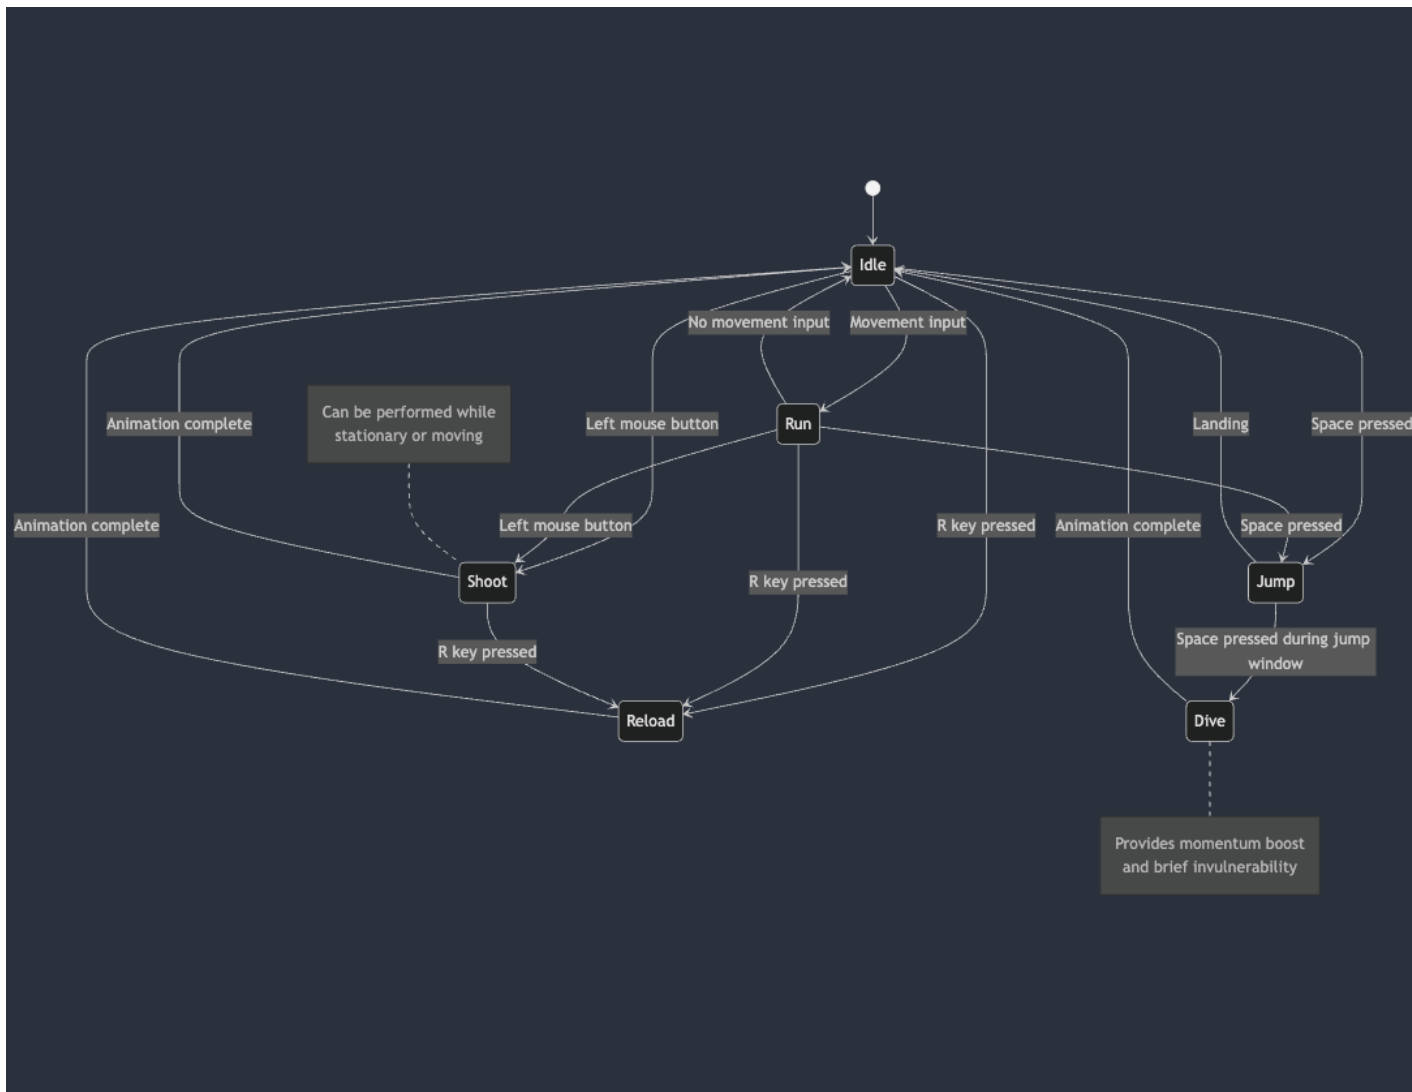 Idle
No movement input
Movement input
Can be performed while
stationary or moving
Animation complete
Left mouse button
Run
Landing
Space pressed
Animation complete
Left mouse button
R key pressed
Animation complete
Space pressed
Shoot
R key pressed
Jump
R key pressed
Space pressed during jump
window
Reload
Dive
Provides momentum boost
and brief invulnerability